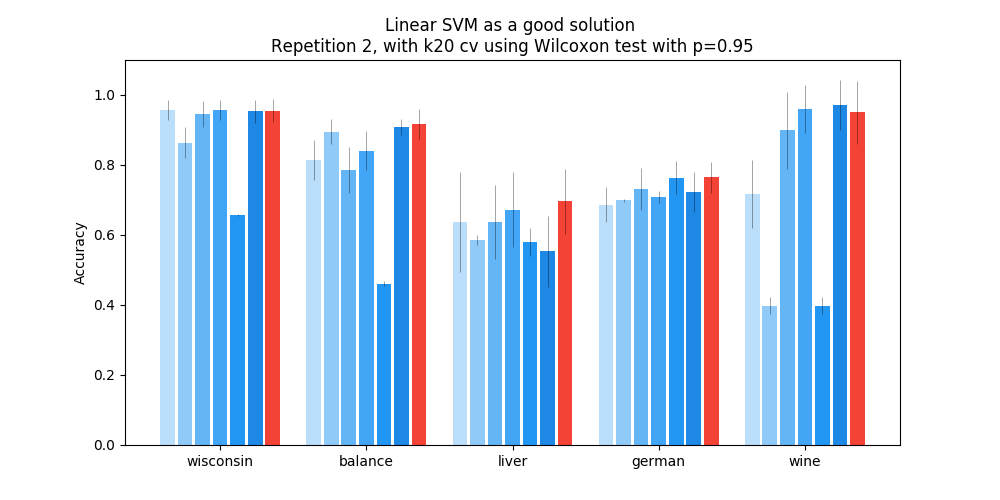 Linear SVM as a good solution
Repetition 2, with k20 cv using Wilcoxon test with p=0.95
Accuracy
1.0
0.8
0.6
0.4
0.2
0.0
wisconsin balance liver german wine